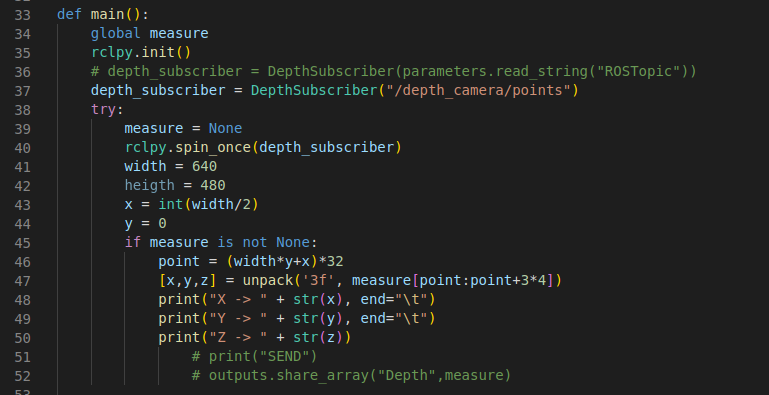 33 def main():
34     global measure
35     rclpy.init()
36     # depth_subscriber = DepthSubscriber(parameters.read_string("ROSTopic"))
37     depth_subscriber = DepthSubscriber("/depth_camera/points")
38     try:
39         measure = None
40         rclpy.spin_once(depth_subscriber)
41         width = 640
42         heigth = 480
43         x = int(width/2)
44         y = 0
45         if measure is not None:
46             point = (width*y+x)*32
47             [x,y,z] = unpack('3f', measure[point:point+3*4])
48             print("X -> " + str(x), end="\t")
49             print("Y -> " + str(y), end="\t")
50             print("Z -> " + str(z))
51                 # print("SEND")
52                 # outputs.share_array("Depth",measure)
53